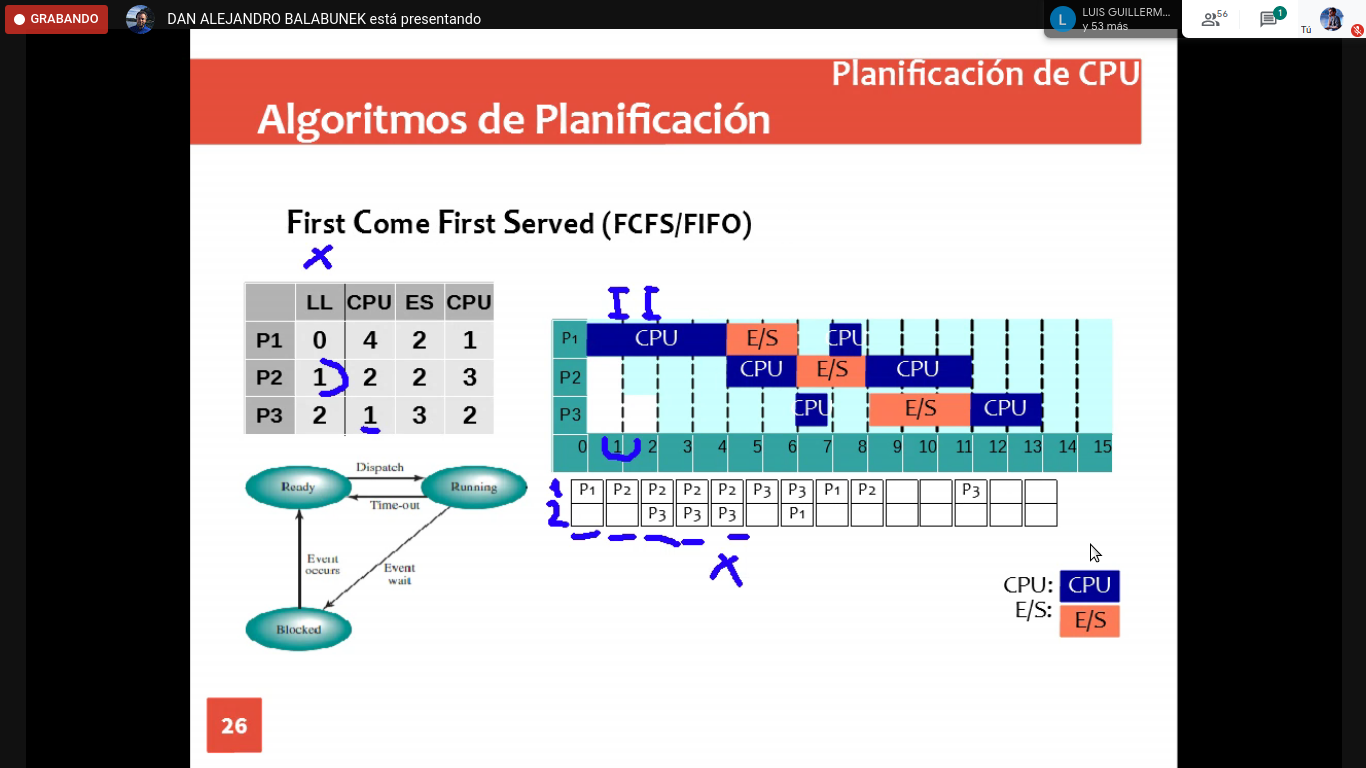 GRABANDO
DAN ALEJANDRO BALABUNEK está presentando
L
LUIS GUILLERM...
y 53 más
56
1
Tú
Planificación de CPU
Algoritmos de Planificación
First Come First Served (FCFS/FIFO)
x
LL CPU ES CPU
P1 0 4 2 1
P2 1 2 2 3
P3 2 1 3 2
I I
P1 CPU E/S CPU
P2 CPU E/S CPU
P3 CPU E/S CPU
0 1 2 3 4 5 6 7 8 9 10 11 12 13 14 15
1 P1 P2 P2 P2 P2 P3 P3 P1 P2 P3
2 P3 P3 P3 P1
x
Ready
Dispatch
Running
Time-out
Event
occurs
Event
wait
Blocked
CPU: CPU
E/S: E/S
26